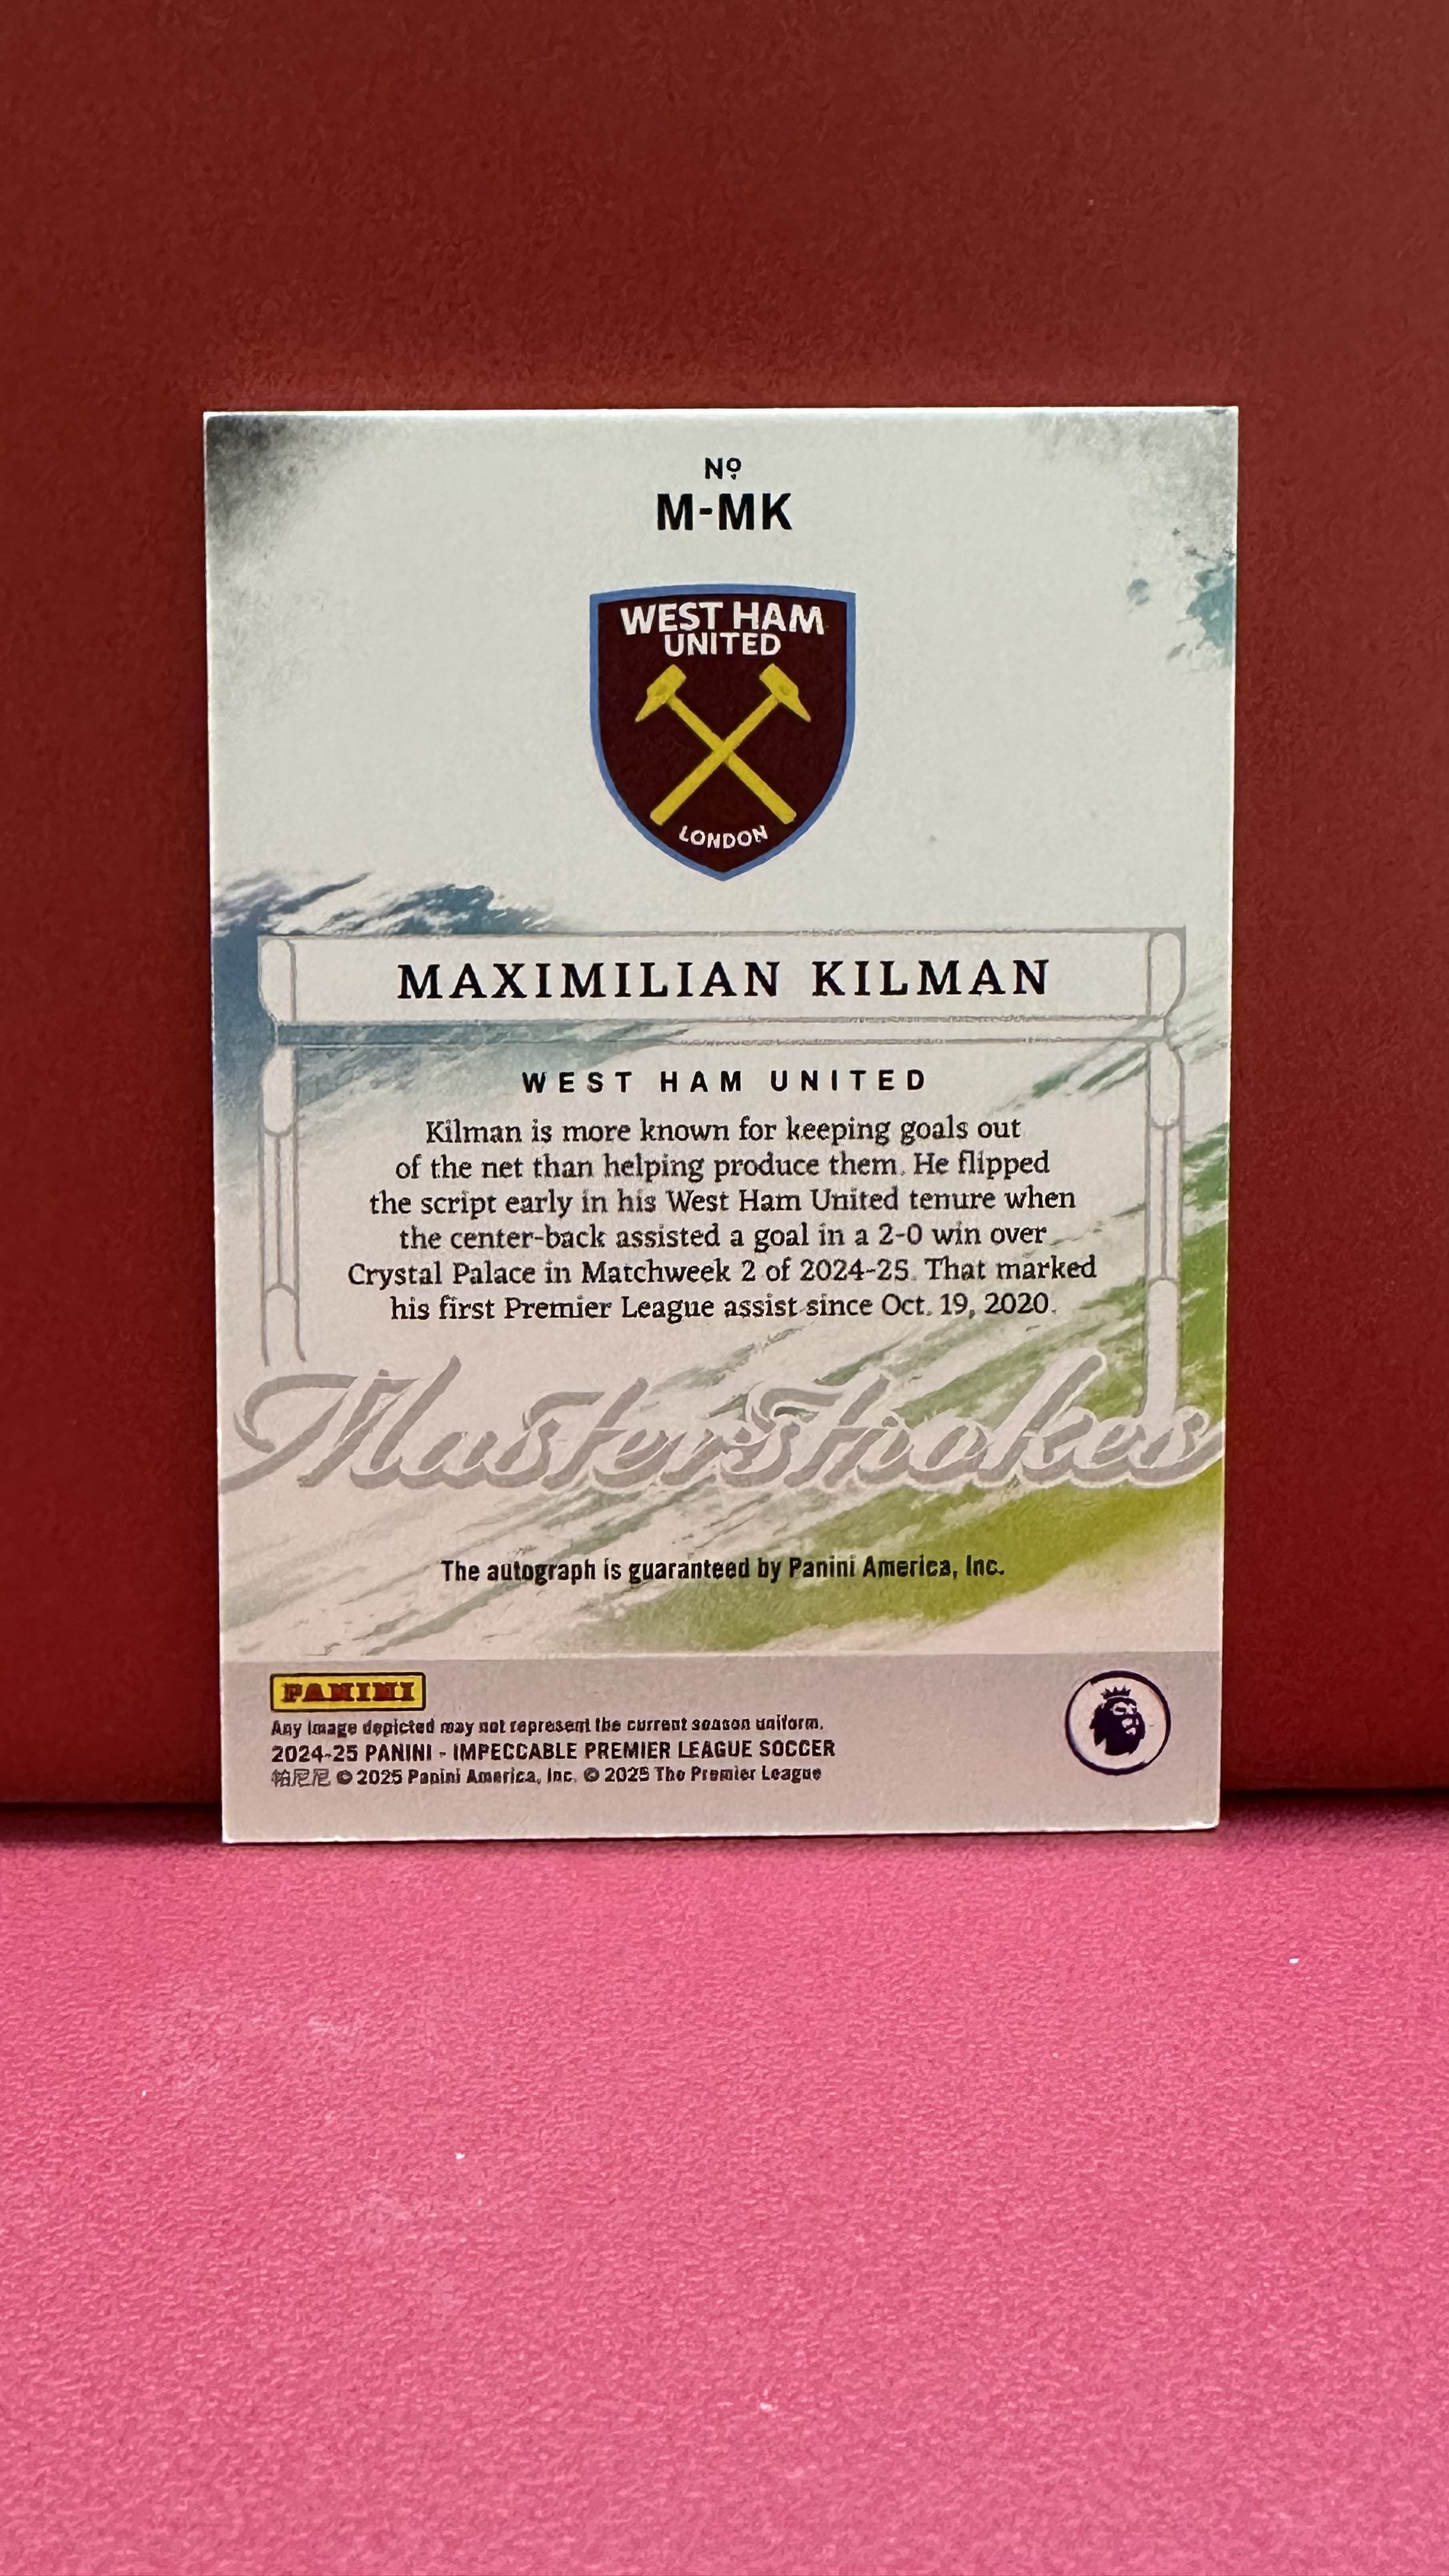 Nº
M-MK
WEST HAM
UNITED
LONDON
MAXIMILIAN KILMAN
WEST HAM UNITED
Kilman is more known for keeping goals out
of the net than helping produce them. He flipped
the script early in his West Ham United tenure when
the center-back assisted a goal in a 2-0 win over
Crystal Palace in Matchweek 2 of 2024-25. That marked
his first Premier League assist since Oct. 19, 2020.
Masterstrokes
The autograph is guaranteed by Panini America, Inc.
PANINI
Any image depicted may not represent the current season uniform.
2024-25 PANINI - IMPECCABLE PREMIER LEAGUE SOCCER
帕尼尼 © 2025 Panini America, Inc. © 2025 The Premier League